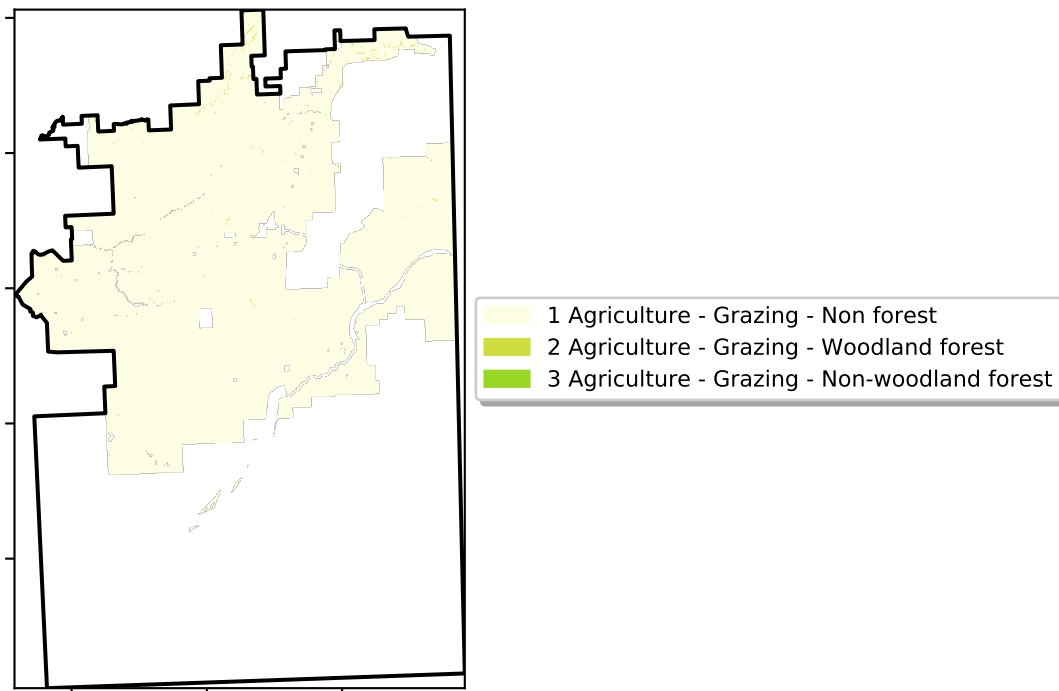 1 Agriculture - Grazing - Non forest
2 Agriculture - Grazing - Woodland forest
3 Agriculture - Grazing - Non-woodland forest